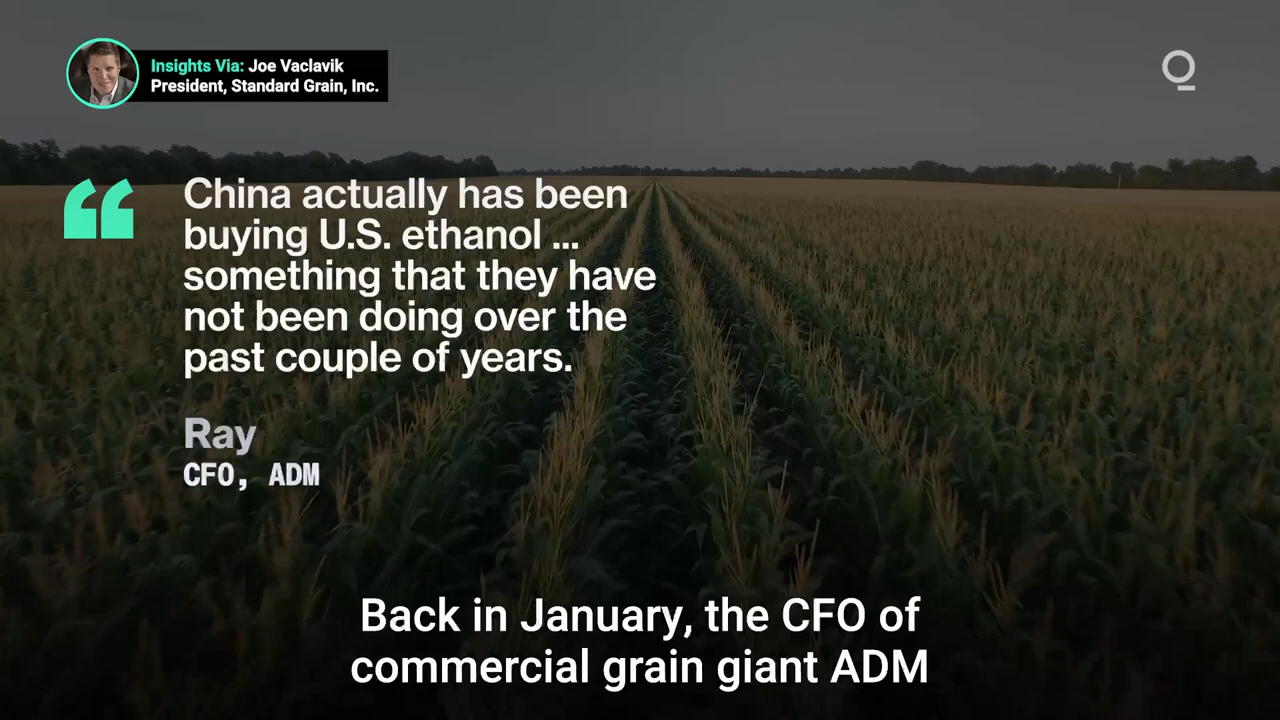 Insights Via: Joe Vaclavik
President, Standard Grain, Inc.
China actually has been
buying U.S. ethanol ...
something that they have
not been doing over the
past couple of years.
Ray
CFO, ADM
Back in January, the CFO of
commercial grain giant ADM